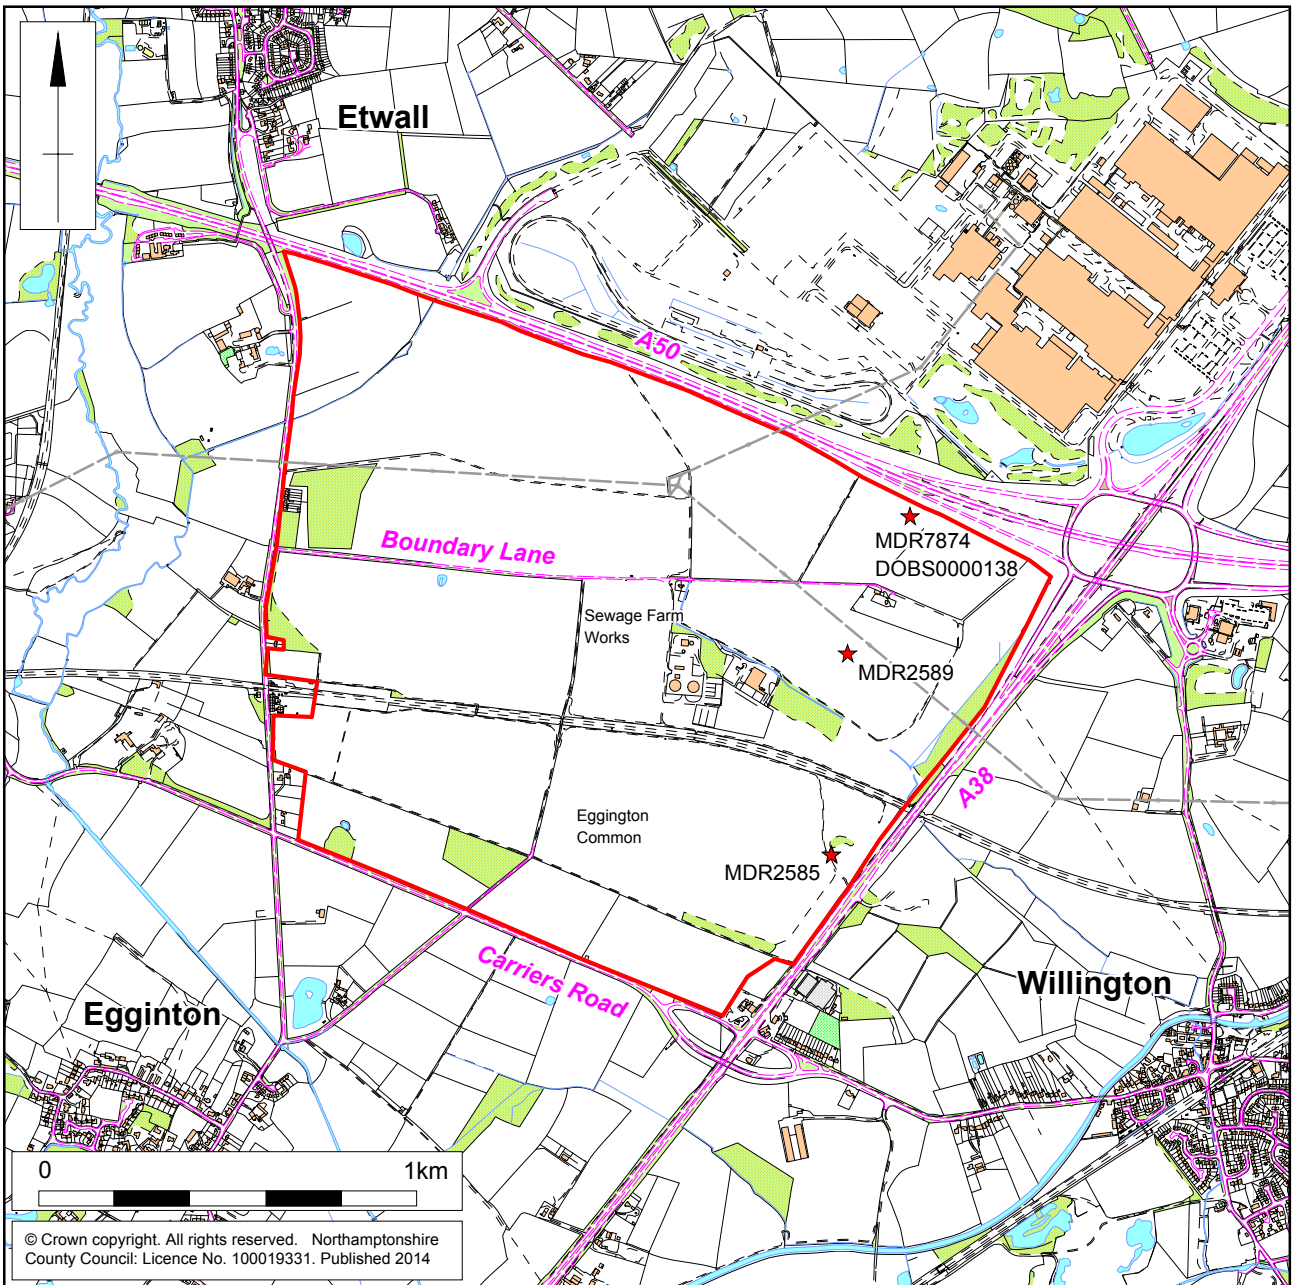 Etwall
A50
MDR7874
DOBS0000138
Boundary Lane
Sewage Farm
Works
MDR2589
A38
Eggington
Common
MDR2585
Carriers Road
Willington
Egginton
0 1km
© Crown copyright. All rights reserved. Northamptonshire
County Council: Licence No. 100019331. Published 2014